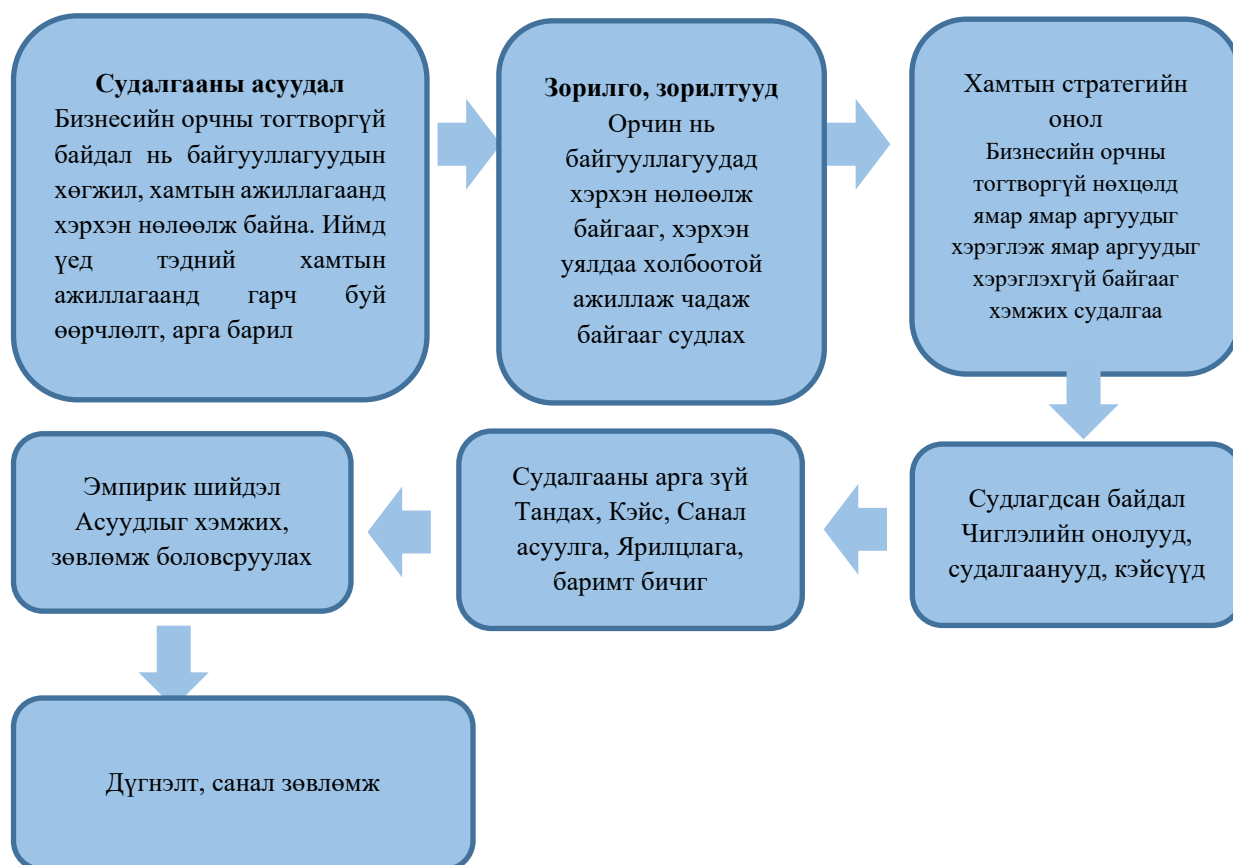 Судалгааны асуудал
Бизнесийн орчны тогтворгүй
байдал нь байгууллагуудын
хөгжил, хамтын ажиллагаанд
хэрхэн нөлөөлж байна. Иймд
үед тэдний хамтын
ажиллагаанд гарч буй
өөрчлөлт, арга барил
Зорилго, зорилтууд
Орчин нь
байгууллагуудад
хэрхэн нөлөөлж
байгааг, хэрхэн
уялдаа холбоотой
ажиллаж чадаж
байгааг судлах
Хамтын стратегийн
онол
Бизнесийн орчны
тогтворгүй нөхцөлд
ямар ямар аргуудыг
хэрэглэж ямар аргуудыг
хэрэглэхгүй байгааг
хэмжих судалгаа
Судлагдсан байдал
Чиглэлийн онолууд,
судалгаанууд, кэйсүүд
Судалгааны арга зүй
Тандах, Кэйс, Санал
асуулга, Ярилцлага,
баримт бичиг
Эмпирик шийдэл
Асуудлыг хэмжих,
зөвлөмж боловсруулах
Дүгнэлт, санал зөвлөмж